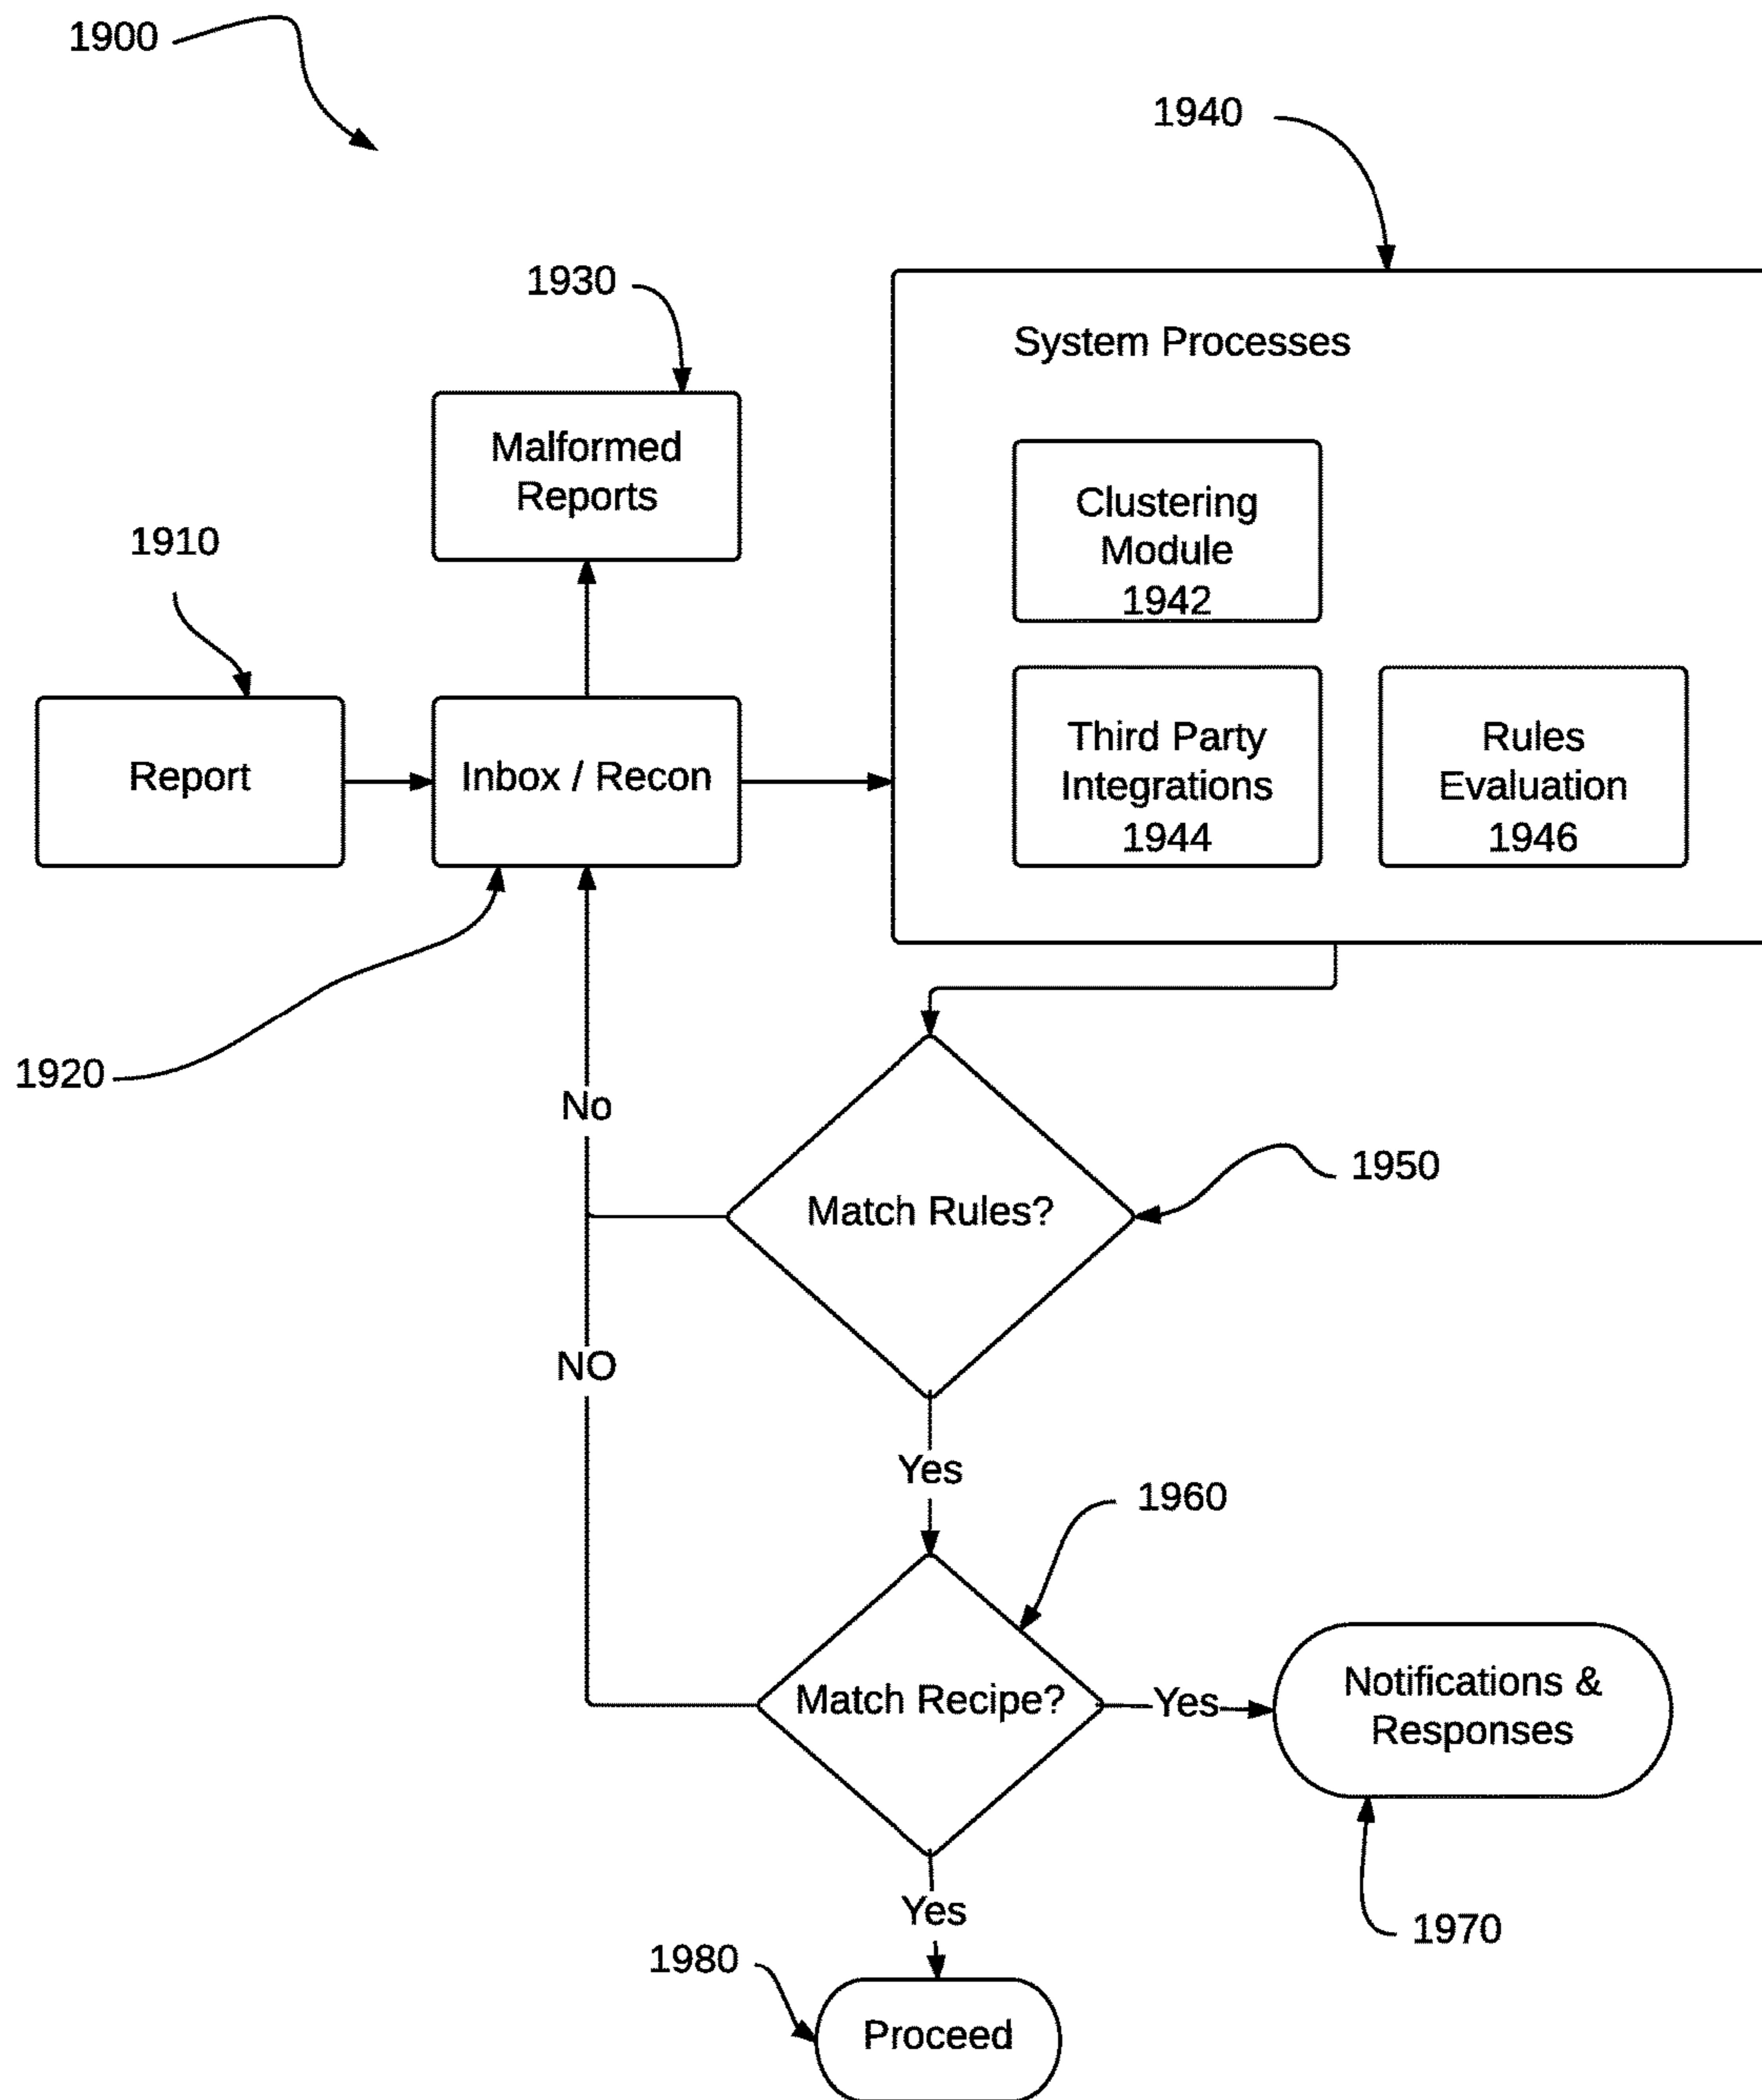 1900
1940
1930
System Processes
Malformed
Reports
Clustering
Module
1942
1910
Report
Inbox / Recon
Third Party
Integrations
1944
Rules
Evaluation
1946
1920
No
Match Rules?
1950
NO
Yes
1960
Match Recipe?
Yes
Notifications &
Responses
Yes
1970
1980
Proceed